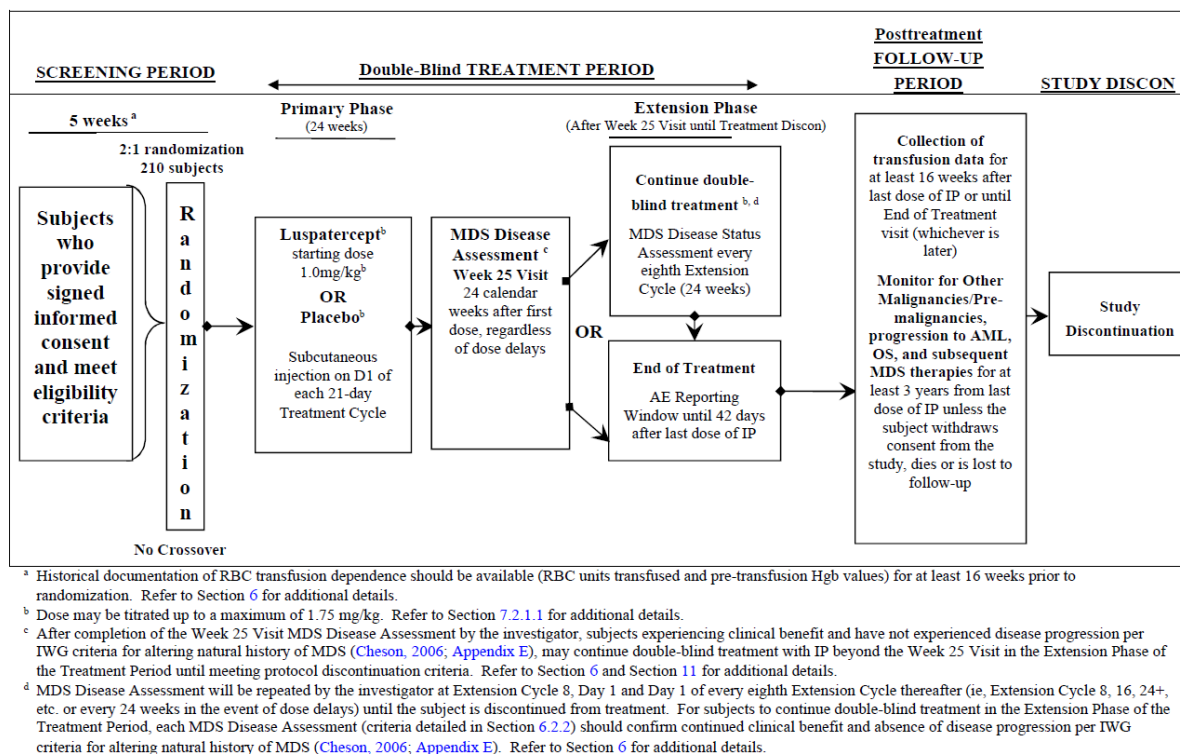 SCREENING PERIOD
Double-Blind TREATMENT PERIOD
Posttreatment
FOLLOW-UP
PERIOD
STUDY DISCON
5 weeks a
2:1 randomization
210 subjects
Subjects
who
provide
signed
informed
consent
and meet
eligibility
criteria
R
a
n
d
o
m
i
z
a
t
i
o
n
No Crossover
Primary Phase
(24 weeks)
Luspaterceptb
starting dose
1.0mg/kgb
OR
Placebob
Subcutaneous
injection on D1 of
each 21-day
Treatment Cycle
MDS Disease
Assessment c
Week 25 Visit
24 calendar
weeks after first
dose, regardless
of dose delays
OR
Extension Phase
(After Week 25 Visit until Treatment Discon)
Continue double-
blind treatment b, d
MDS Disease Status
Assessment every
eighth Extension
Cycle (24 weeks)
End of Treatment
AE Reporting
Window until 42 days
after last dose of IP
Collection of
transfusion data for
at least 16 weeks after
last dose of IP or until
End of Treatment
visit (whichever is
later)
Monitor for Other
Malignancies/Pre-
malignancies,
progression to AML,
OS, and subsequent
MDS therapies for
at least 3 years from last
dose of IP unless the
subject withdraws
consent from the
study, dies or is lost to
follow-up
Study
Discontinuation
a Historical documentation of RBC transfusion dependence should be available (RBC units transfused and pre-transfusion Hgb values) for at least 16 weeks prior to
randomization. Refer to Section 6 for additional details.
b Dose may be titrated up to a maximum of 1.75 mg/kg. Refer to Section 7.2.1.1 for additional details.
c After completion of the Week 25 Visit MDS Disease Assessment by the investigator, subjects experiencing clinical benefit and have not experienced disease progression per
IWG criteria for altering natural history of MDS (Cheson, 2006; Appendix E), may continue double-blind treatment with IP beyond the Week 25 Visit in the Extension Phase of
the Treatment Period until meeting protocol discontinuation criteria. Refer to Section 6 and Section 11 for additional details.
d MDS Disease Assessment will be repeated by the investigator at Extension Cycle 8, Day 1 and Day 1 of every eighth Extension Cycle thereafter (ie, Extension Cycle 8, 16, 24+,
etc. or every 24 weeks in the event of dose delays) until the subject is discontinued from treatment. For subjects to continue double-blind treatment in the Extension Phase of the
Treatment Period, each MDS Disease Assessment (criteria detailed in Section 6.2.2) should confirm continued clinical benefit and absence of disease progression per IWG
criteria for altering natural history of MDS (Cheson, 2006; Appendix E). Refer to Section 6 for additional details.